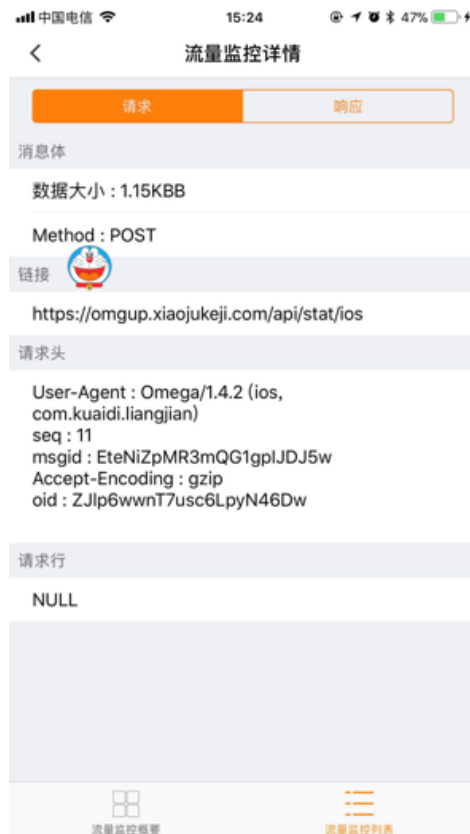 中国电信
15:24
47%
流量监控详情
请求
响应
消息体
数据大小 : 1.15KBB
Method : POST
链接
https://omgup.xiaojukeji.com/api/stat/ios
请求头
User-Agent : Omega/1.4.2 (ios,
com.kuaidi.liangjian)
seq : 11
msgid : EteNiZpMR3mQG1gplJDJ5w
Accept-Encoding : gzip
oid : ZJlp6wwnT7usc6LpyN46Dw
请求行
NULL
流量监控概要
流量监控列表